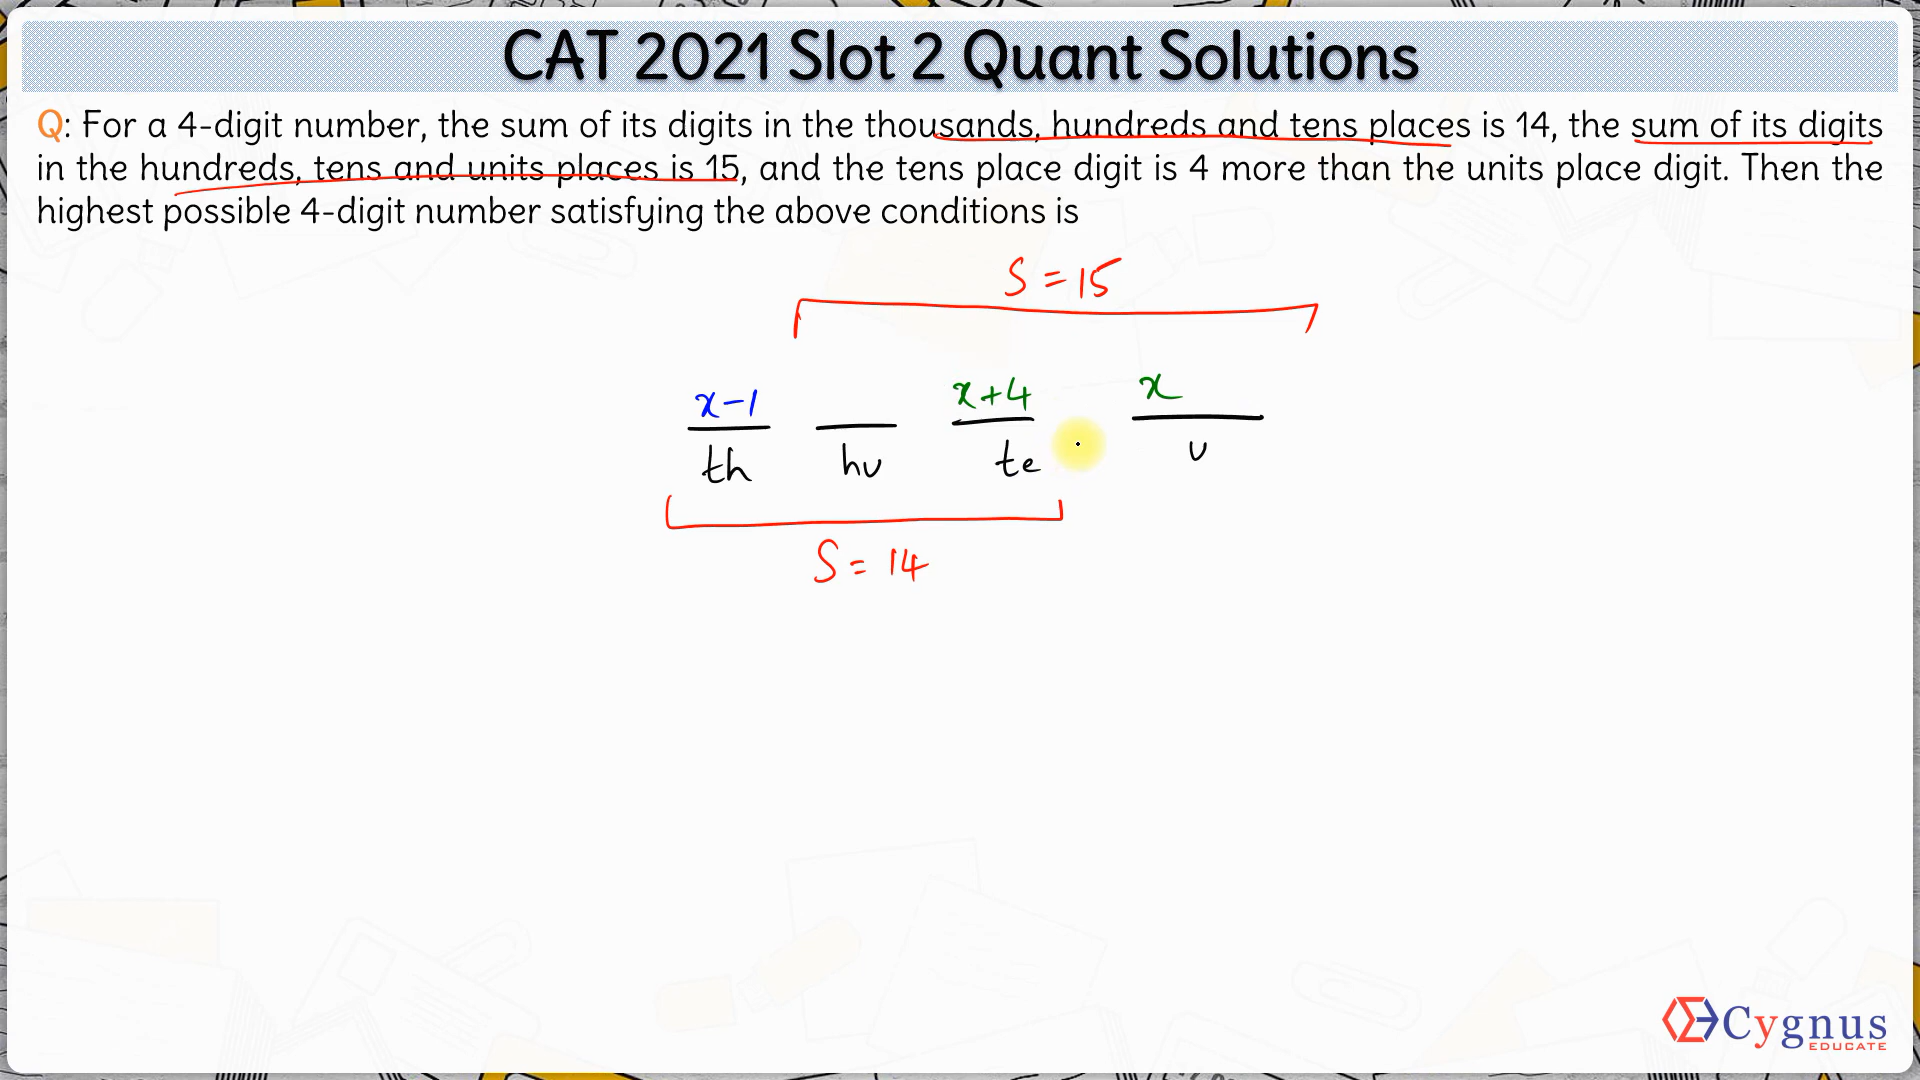 CAT 2021 Slot 2 Quant Solutions
Q: For a 4-digit number, the sum of its digits in the thousands, hundreds and tens places is 14, the sum of its digits
in the hundreds, tens and units places is 15, and the tens place digit is 4 more than the units place digit. Then the
highest possible 4-digit number satisfying the above conditions is
S = 15
x-1 x+4 x
th hu te u
S = 14
Cygnus
EDUCATE